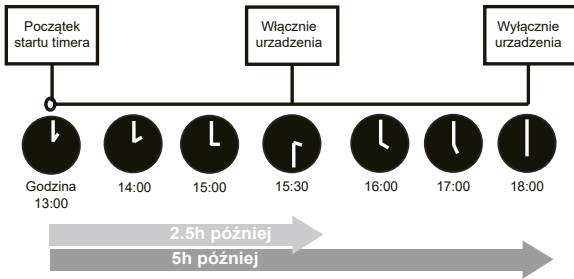 Początek
startu timera
Włącznie
urzadzenia
Wyłącznie
urzadzenia
Godzina
13:00
14:00
15:00
15:30
16:00
17:00
18:00
2.5h później
5h później